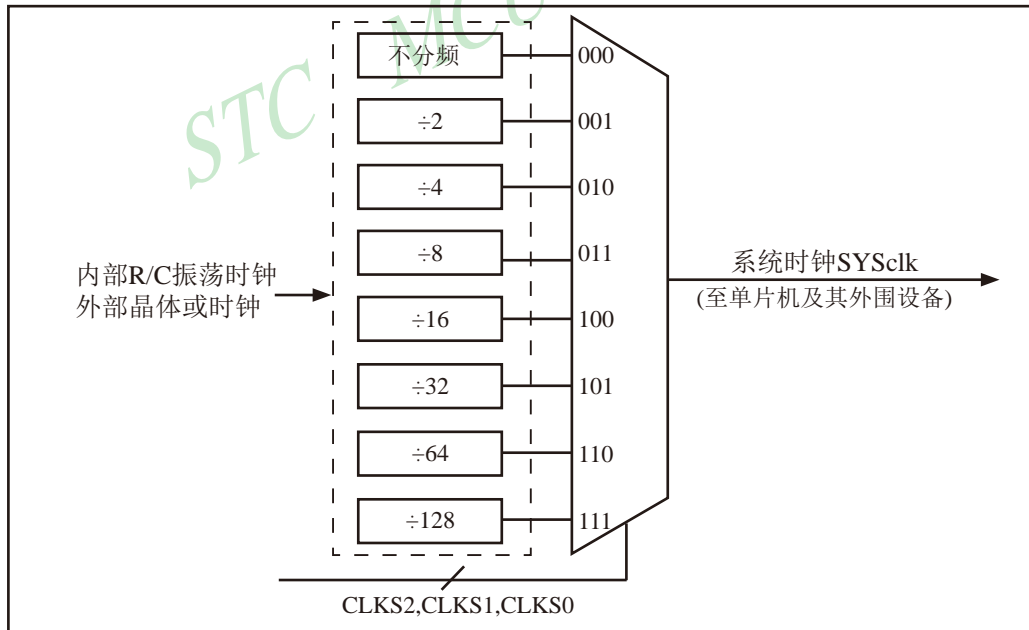 STC MCU
不分频
000
÷2
001
÷4
010
÷8
011
内部R/C振荡时钟
外部晶体或时钟
÷16
100
÷32
101
÷64
110
÷128
111
系统时钟SYSclk
(至单片机及其外围设备)
CLKS2,CLKS1,CLKS0